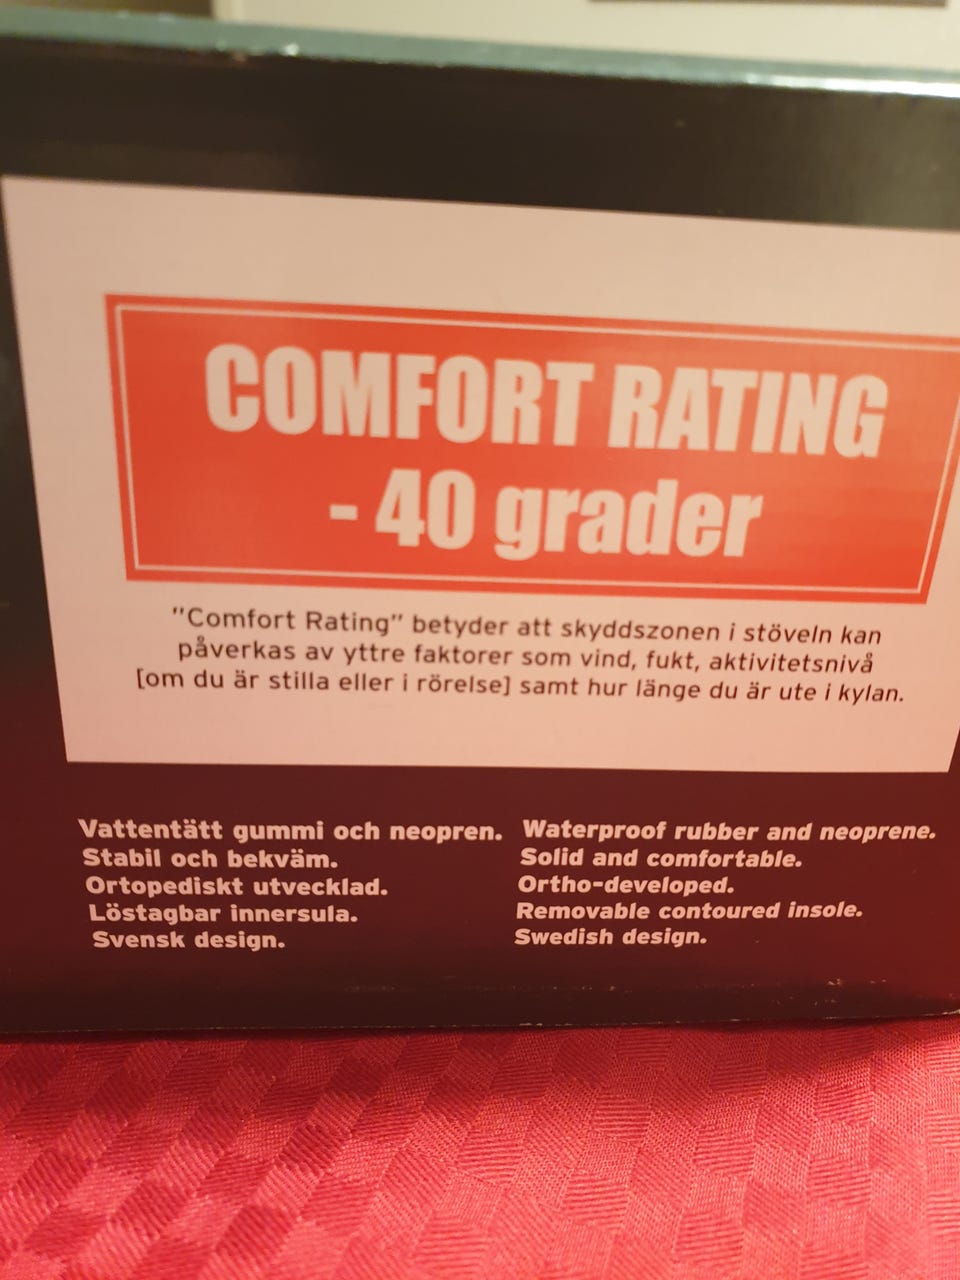 COMFORT RATING
- 40 grader
"Comfort Rating" betyder att skyddszonen i stöveln kan
påverkas av yttre faktorer som vind, fukt, aktivitetsnivå
[om du är stilla eller i rörelse] samt hur länge du är ute i kylan.
Vattentätt gummi och neopren.
Stabil och bekväm.
Ortopediskt utvecklad.
Löstagbar innersula.
Svensk design.
Waterproof rubber and neoprene.
Solid and comfortable.
Ortho-developed.
Removable contoured insole.
Swedish design.